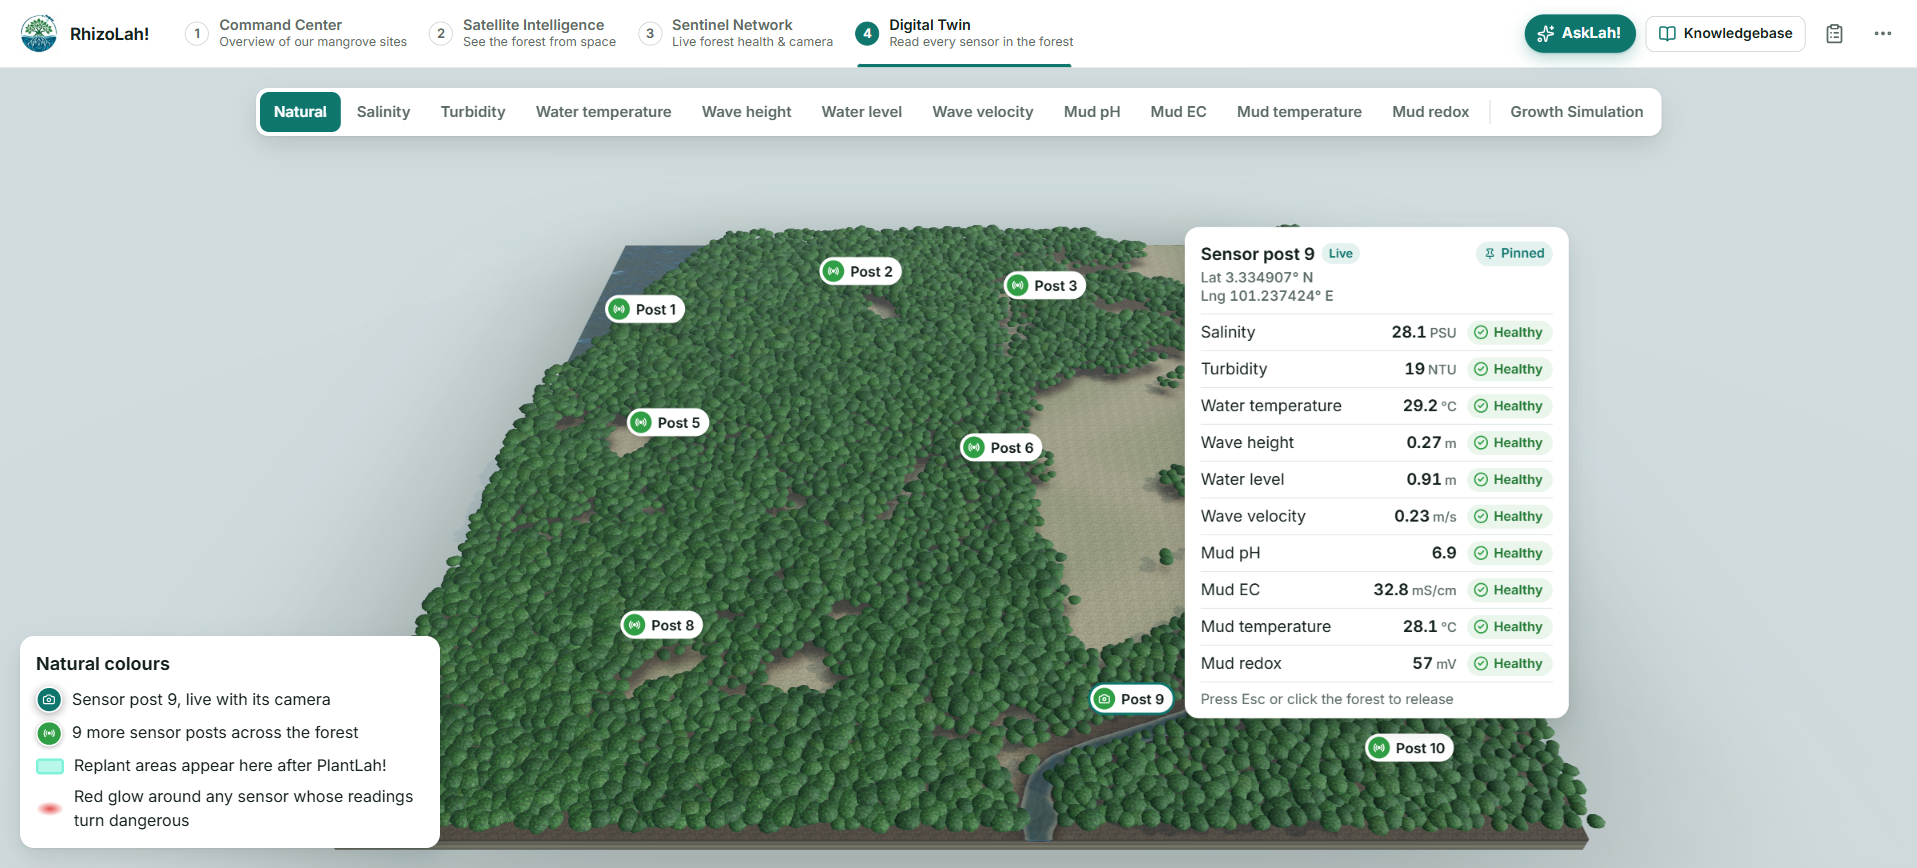 RhizoLah!
1
Command Center
Overview of our mangrove sites
2
Satellite Intelligence
See the forest from space
3
Sentinel Network
Live forest health & camera
4
Digital Twin
Read every sensor in the forest
AskLah!
Knowledgebase
Natural
Salinity
Turbidity
Water temperature
Wave height
Water level
Wave velocity
Mud pH
Mud EC
Mud temperature
Mud redox
Growth Simulation
Post 1
Post 2
Post 3
Post 5
Post 6
Post 8
Post 9
Post 10
Sensor post 9 Live Pinned
Lat 3.334907° N
Lng 101.237424° E
Salinity 28.1 PSU Healthy
Turbidity 19 NTU Healthy
Water temperature 29.2 °C Healthy
Wave height 0.27 m Healthy
Water level 0.91 m Healthy
Wave velocity 0.23 m/s Healthy
Mud pH 6.9 Healthy
Mud EC 32.8 mS/cm Healthy
Mud temperature 28.1 °C Healthy
Mud redox 57 mV Healthy
Press Esc or click the forest to release
Natural colours
Sensor post 9, live with its camera
9 more sensor posts across the forest
Replant areas appear here after PlantLah!
Red glow around any sensor whose readings
turn dangerous